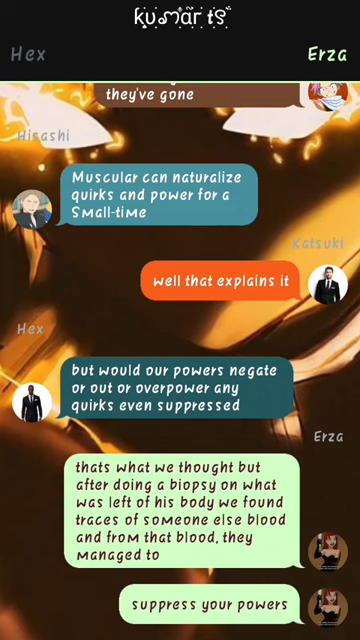 kumar ts
Hex
Erza
they've gone
Hisashi
Muscular can naturalize
quirks and power for a
Small-time
Katsuki
well that explains it
Hex
but would our powers negate
or out or overpower any
quirks even suppressed
Erza
thats what we thought but
after doing a biopsy on what
was left of his body we found
traces of someone else blood
and from that blood, they
managed to
suppress your powers